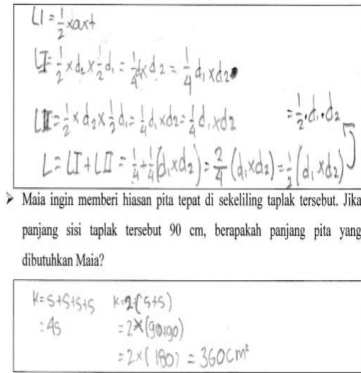 L1 = 1/2 × a × t
LI = 1/2 × d2 × 1/2 d1 = 1/4 d1 × d2 = 1/4 d1 × d2
LII = 1/2 × d2 × 1/2 d1 = 1/4 d1 × d2 = 1/4 d1 × d2
= 1/2 . d1 . d2
L = LI + LII = 1/4 + 1/4 (d1 × d2) = 2/4 (d1 × d2) = 1/2 (d1 × d2)
➤ Maia ingin memberi hiasan pita tepat di sekeliling taplak tersebut. Jika
panjang sisi taplak tersebut 90 cm, berapakah panjang pita yang
dibutuhkan Maia?
K = s+s+s+s K = 2(s+s)
= 4s = 2×(90+90)
= 2×(180) = 360 cm²